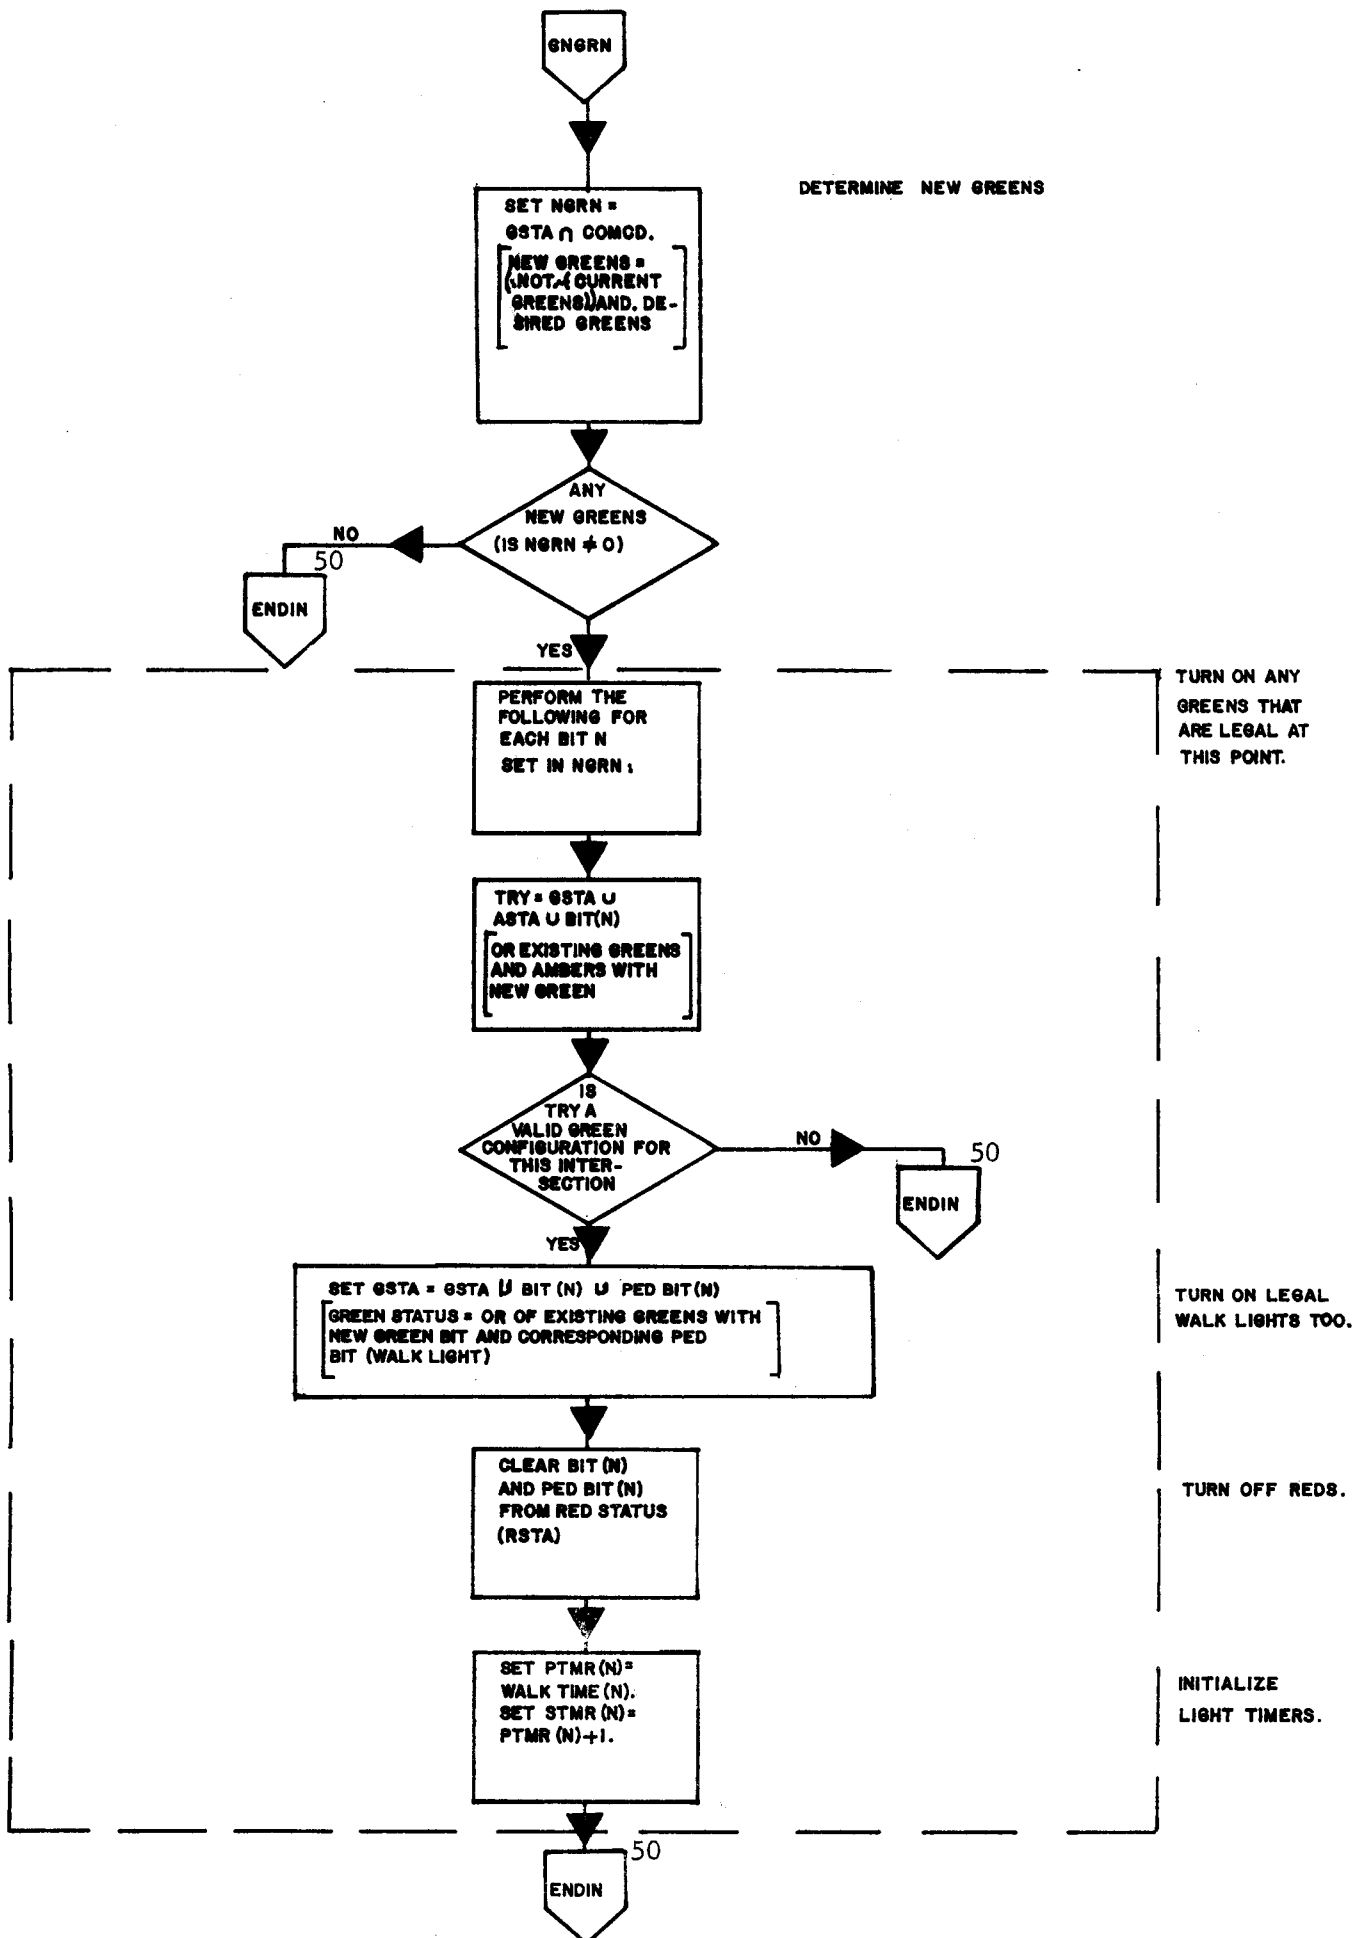 GNGRN
DETERMINE NEW GREENS
SET NGRN =
GSTA ∩ COMCD.
NEW GREENS =
(.NOT.(CURRENT
GREENS)).AND. DE-
SIRED GREENS
ANY
NEW GREENS
(IS NGRN ≠ 0)
NO
50
ENDIN
YES
TURN ON ANY
GREENS THAT
ARE LEGAL AT
THIS POINT.
PERFORM THE
FOLLOWING FOR
EACH BIT N
SET IN NGRN:
TRY = GSTA ∪
ASTA ∪ BIT(N)
OR EXISTING GREENS
AND AMBERS WITH
NEW GREEN
IS
TRY A
VALID GREEN
CONFIGURATION FOR
THIS INTER-
SECTION
NO
50
ENDIN
YES
SET GSTA = GSTA ∪ BIT (N) ∪ PED BIT(N)
GREEN STATUS = OR OF EXISTING GREENS WITH
NEW GREEN BIT AND CORRESPONDING PED
BIT (WALK LIGHT)
TURN ON LEGAL
WALK LIGHTS TOO.
CLEAR BIT (N)
AND PED BIT (N)
FROM RED STATUS
(RSTA)
TURN OFF REDS.
SET PTMR (N) =
WALK TIME (N).
SET STMR (N) =
PTMR (N)+1.
INITIALIZE
LIGHT TIMERS.
50
ENDIN